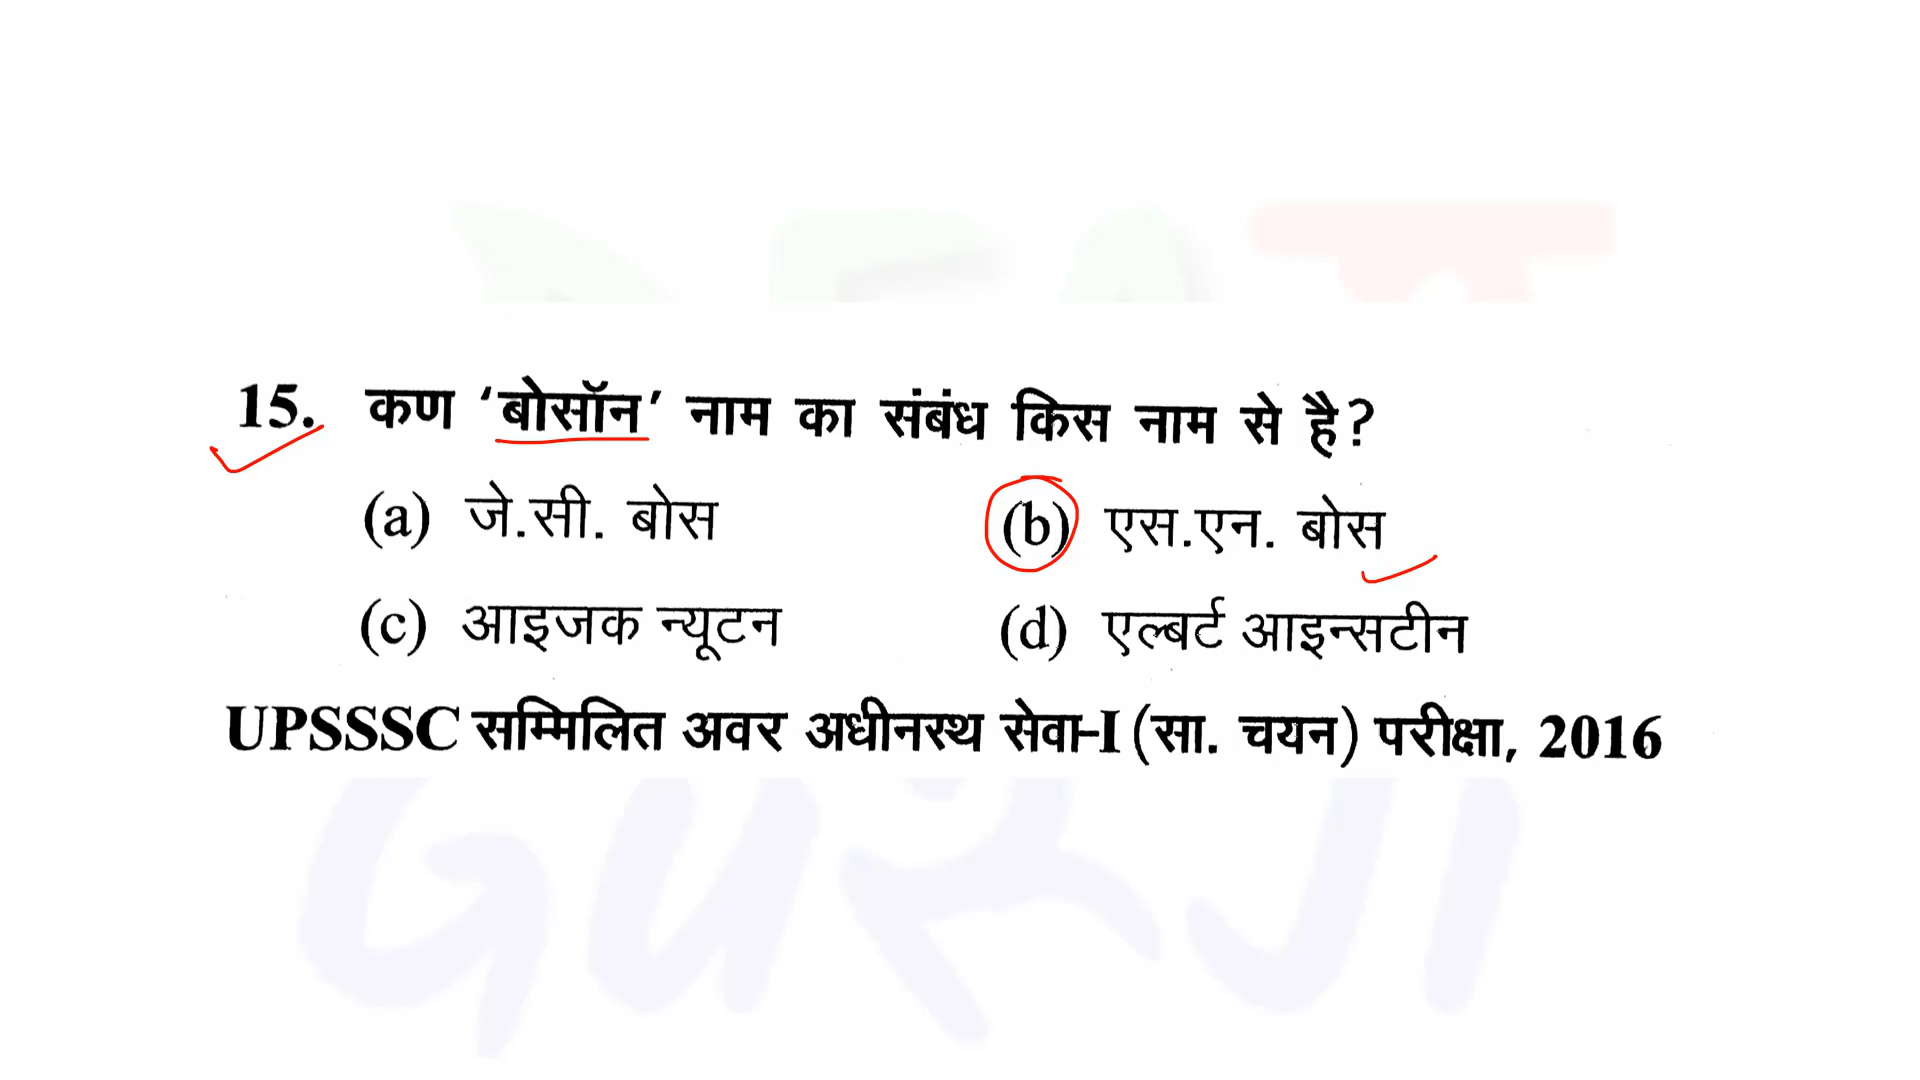 15. कण ‘बोसॉन’ नाम का संबंध किस नाम से है?
(a) जे.सी. बोस (b) एस.एन. बोस
(c) आइजक न्यूटन (d) एल्बर्ट आइन्सटीन
UPSSSC सम्मिलित अवर अधीनस्थ सेवा-I (सा. चयन) परीक्षा, 2016